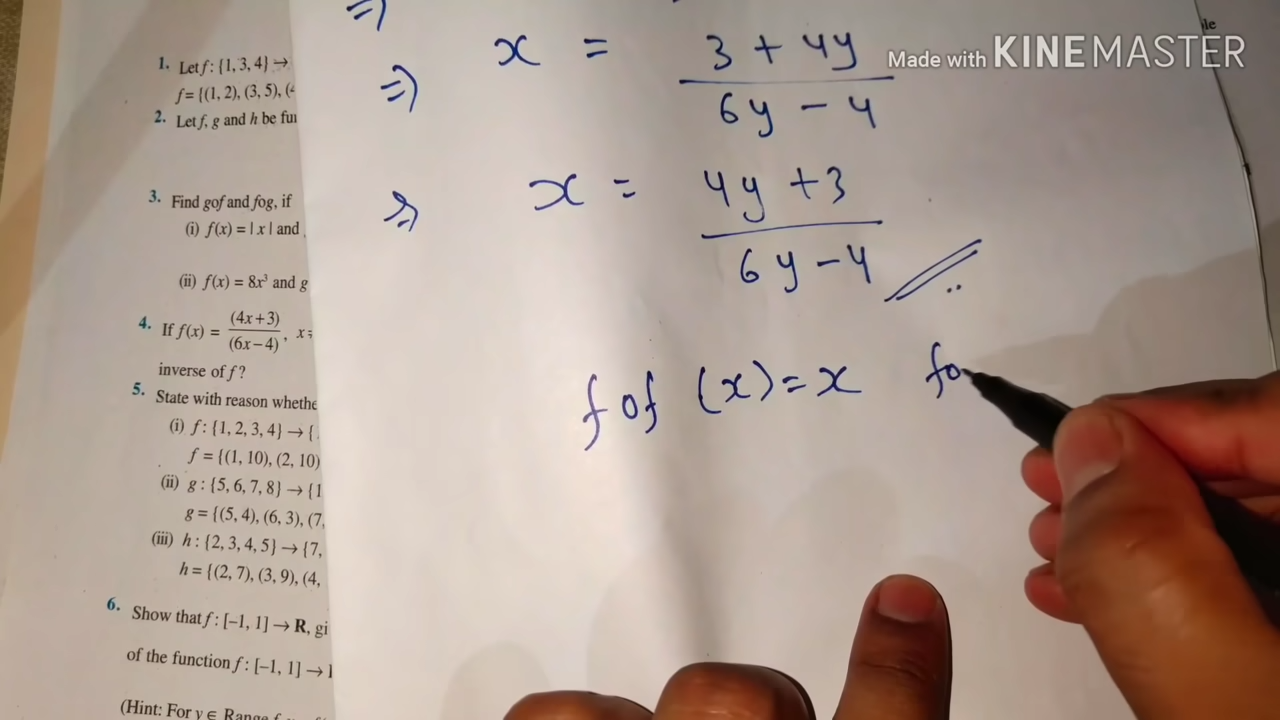 Made with KINEMASTER
⇒
⇒ x = 3 + 4y / 6y − 4
⇒ x = 4y + 3 / 6y − 4
fof (x) = x fo
1. Let f : {1, 3, 4} →
f = {(1, 2), (3, 5), (4
2. Let f, g and h be fun
3. Find gof and fog, if
(i) f(x) = | x | and
(ii) f(x) = 8x³ and g
4. If f(x) = (4x+3) / (6x−4) , x
inverse of f?
5. State with reason whethe
(i) f : {1, 2, 3, 4} → {
f = {(1, 10), (2, 10)
(ii) g : {5, 6, 7, 8} → {1
g = {(5, 4), (6, 3), (7,
(iii) h : {2, 3, 4, 5} → {7,
h = {(2, 7), (3, 9), (4,
6. Show that f : [−1, 1] → R, gi
of the function f : [−1, 1] →
(Hint: For y ∈ Range f